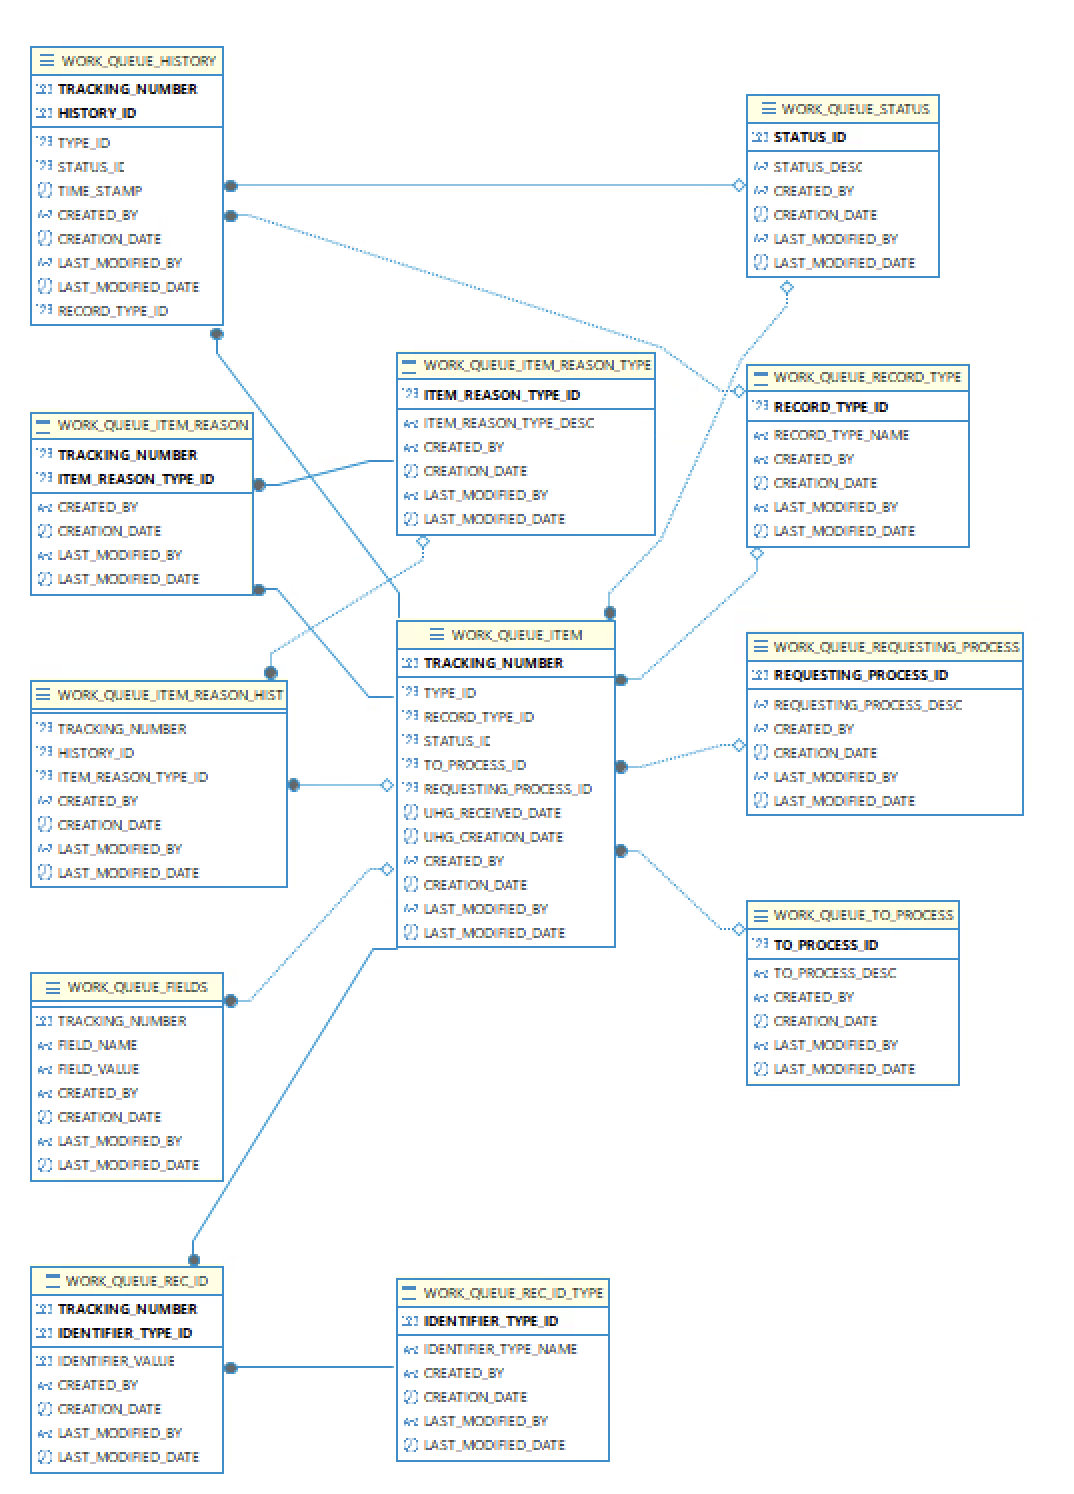 WORK_QUEUE_HISTORY
TRACKING_NUMBER
HISTORY_ID
TYPE_ID
STATUS_ID
TIME_STAMP
CREATED_BY
CREATION_DATE
LAST_MODIFIED_BY
LAST_MODIFIED_DATE
RECORD_TYPE_ID
WORK_QUEUE_STATUS
STATUS_ID
STATUS_DESC
CREATED_BY
CREATION_DATE
LAST_MODIFIED_BY
LAST_MODIFIED_DATE
WORK_QUEUE_ITEM_REASON_TYPE
ITEM_REASON_TYPE_ID
ITEM_REASON_TYPE_DESC
CREATED_BY
CREATION_DATE
LAST_MODIFIED_BY
LAST_MODIFIED_DATE
WORK_QUEUE_RECORD_TYPE
RECORD_TYPE_ID
RECORD_TYPE_NAME
CREATED_BY
CREATION_DATE
LAST_MODIFIED_BY
LAST_MODIFIED_DATE
WORK_QUEUE_ITEM_REASON
TRACKING_NUMBER
ITEM_REASON_TYPE_ID
CREATED_BY
CREATION_DATE
LAST_MODIFIED_BY
LAST_MODIFIED_DATE
WORK_QUEUE_ITEM
TRACKING_NUMBER
TYPE_ID
RECORD_TYPE_ID
STATUS_ID
TO_PROCESS_ID
REQUESTING_PROCESS_ID
UHG_RECEIVED_DATE
UHG_CREATION_DATE
CREATED_BY
CREATION_DATE
LAST_MODIFIED_BY
LAST_MODIFIED_DATE
WORK_QUEUE_REQUESTING_PROCESS
REQUESTING_PROCESS_ID
REQUESTING_PROCESS_DESC
CREATED_BY
CREATION_DATE
LAST_MODIFIED_BY
LAST_MODIFIED_DATE
WORK_QUEUE_ITEM_REASON_HIST
TRACKING_NUMBER
HISTORY_ID
ITEM_REASON_TYPE_ID
CREATED_BY
CREATION_DATE
LAST_MODIFIED_BY
LAST_MODIFIED_DATE
WORK_QUEUE_TO_PROCESS
TO_PROCESS_ID
TO_PROCESS_DESC
CREATED_BY
CREATION_DATE
LAST_MODIFIED_BY
LAST_MODIFIED_DATE
WORK_QUEUE_FIELDS
TRACKING_NUMBER
FIELD_NAME
FIELD_VALUE
CREATED_BY
CREATION_DATE
LAST_MODIFIED_BY
LAST_MODIFIED_DATE
WORK_QUEUE_REC_ID
TRACKING_NUMBER
IDENTIFIER_TYPE_ID
IDENTIFIER_VALUE
CREATED_BY
CREATION_DATE
LAST_MODIFIED_BY
LAST_MODIFIED_DATE
WORK_QUEUE_REC_ID_TYPE
IDENTIFIER_TYPE_ID
IDENTIFIER_TYPE_NAME
CREATED_BY
CREATION_DATE
LAST_MODIFIED_BY
LAST_MODIFIED_DATE